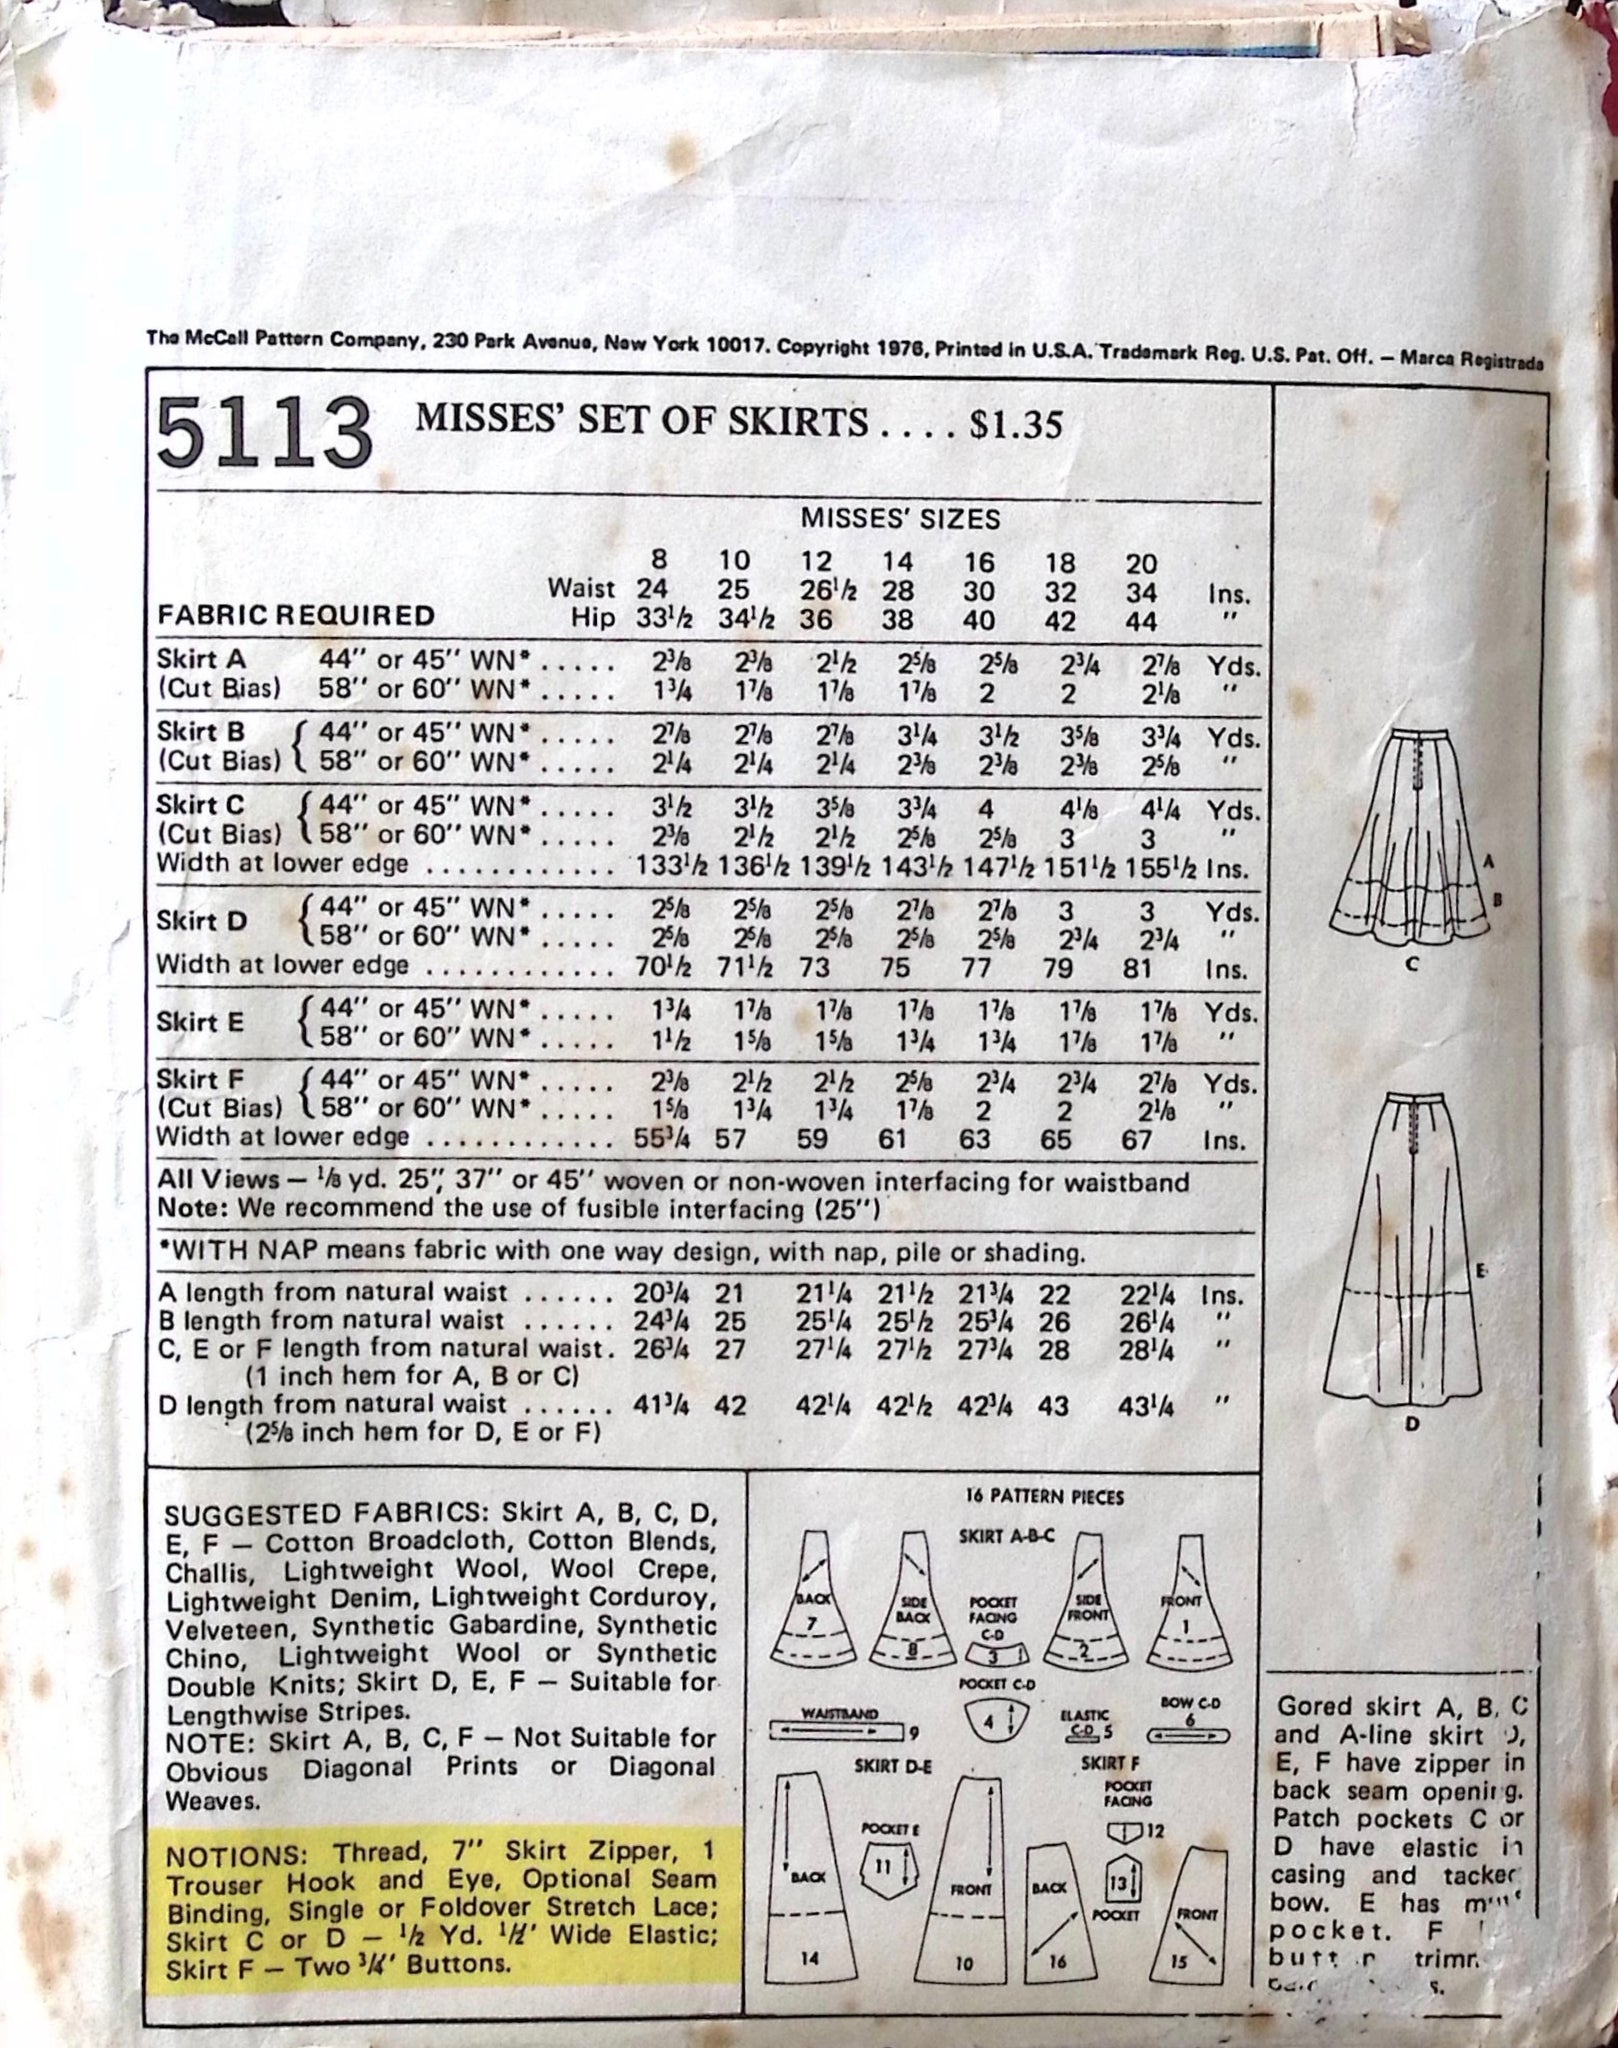 The McCall Pattern Company, 230 Park Avenue, New York 10017. Copyright 1976, Printed in U.S.A. Trademark Reg. U.S. Pat. Off. – Marca Registrada
5113 MISSES' SET OF SKIRTS .... $1.35
MISSES' SIZES
8 10 12 14 16 18 20
Waist 24 25 26½ 28 30 32 34 Ins.
FABRIC REQUIRED Hip 33½ 34½ 36 38 40 42 44 "
Skirt A 44" or 45" WN* ..... 2⅜ 2⅜ 2½ 2⅝ 2⅝ 2¾ 2⅞ Yds.
(Cut Bias) 58" or 60" WN* ..... 1¾ 1⅞ 1⅞ 1⅞ 2 2 2⅛ "
Skirt B 44" or 45" WN* ..... 2⅞ 2⅞ 2⅞ 3¼ 3½ 3⅝ 3¾ Yds.
(Cut Bias) 58" or 60" WN* ..... 2¼ 2¼ 2¼ 2⅜ 2⅜ 2⅜ 2⅝ "
Skirt C 44" or 45" WN* ..... 3½ 3½ 3⅝ 3¾ 4 4⅛ 4¼ Yds.
(Cut Bias) 58" or 60" WN* ..... 2⅜ 2½ 2½ 2⅝ 2⅝ 3 3 "
Width at lower edge ............ 133½ 136½ 139½ 143½ 147½ 151½ 155½ Ins.
Skirt D 44" or 45" WN* ..... 2⅝ 2⅝ 2⅝ 2⅞ 2⅞ 3 3 Yds.
58" or 60" WN* ..... 2⅝ 2⅝ 2⅝ 2⅝ 2⅝ 2¾ 2¾ "
Width at lower edge ............ 70½ 71½ 73 75 77 79 81 Ins.
Skirt E 44" or 45" WN* ..... 1¾ 1⅞ 1⅞ 1⅞ 1⅞ 1⅞ 1⅞ Yds.
58" or 60" WN* ..... 1½ 1⅝ 1⅝ 1¾ 1¾ 1⅞ 1⅞ "
Skirt F 44" or 45" WN* ..... 2⅜ 2½ 2½ 2⅝ 2¾ 2¾ 2⅞ Yds.
(Cut Bias) 58" or 60" WN* ..... 1⅝ 1¾ 1¾ 1⅞ 2 2 2⅛ "
Width at lower edge ............ 55¾ 57 59 61 63 65 67 Ins.
All Views – ⅛ yd. 25", 37" or 45" woven or non-woven interfacing for waistband
Note: We recommend the use of fusible interfacing (25")
*WITH NAP means fabric with one way design, with nap, pile or shading.
A length from natural waist ...... 20¾ 21 21¼ 21½ 21¾ 22 22¼ Ins.
B length from natural waist ...... 24¾ 25 25¼ 25½ 25¾ 26 26¼ "
C, E or F length from natural waist. 26¾ 27 27¼ 27½ 27¾ 28 28¼ "
(1 inch hem for A, B or C)
D length from natural waist ...... 41¾ 42 42¼ 42½ 42¾ 43 43¼ "
(2⅝ inch hem for D, E or F)
A
B
C
E
D
SUGGESTED FABRICS: Skirt A, B, C, D,
E, F – Cotton Broadcloth, Cotton Blends,
Challis, Lightweight Wool, Wool Crepe,
Lightweight Denim, Lightweight Corduroy,
Velveteen, Synthetic Gabardine, Synthetic
Chino, Lightweight Wool or Synthetic
Double Knits; Skirt D, E, F – Suitable for
Lengthwise Stripes.
NOTE: Skirt A, B, C, F – Not Suitable for
Obvious Diagonal Prints or Diagonal
Weaves.
NOTIONS: Thread, 7" Skirt Zipper, 1
Trouser Hook and Eye, Optional Seam
Binding, Single or Foldover Stretch Lace;
Skirt C or D – ½ Yd. ½" Wide Elastic;
Skirt F – Two ¾" Buttons.
16 PATTERN PIECES
SKIRT A-B-C
BACK 7
SIDE BACK 8
POCKET FACING C-D 3
SIDE FRONT 2
FRONT 1
WAISTBAND 9
POCKET C-D 4
ELASTIC C-D 5
BOW C-D 6
SKIRT D-E
BACK 14
POCKET E 11
FRONT 10
SKIRT F
POCKET FACING 12
BACK 16
13 POCKET
FRONT 15
Gored skirt A, B, C
and A-line skirt D,
E, F have zipper in
back seam opening.
Patch pockets C or
D have elastic in
casing and tacked
bow. E has
pocket. F